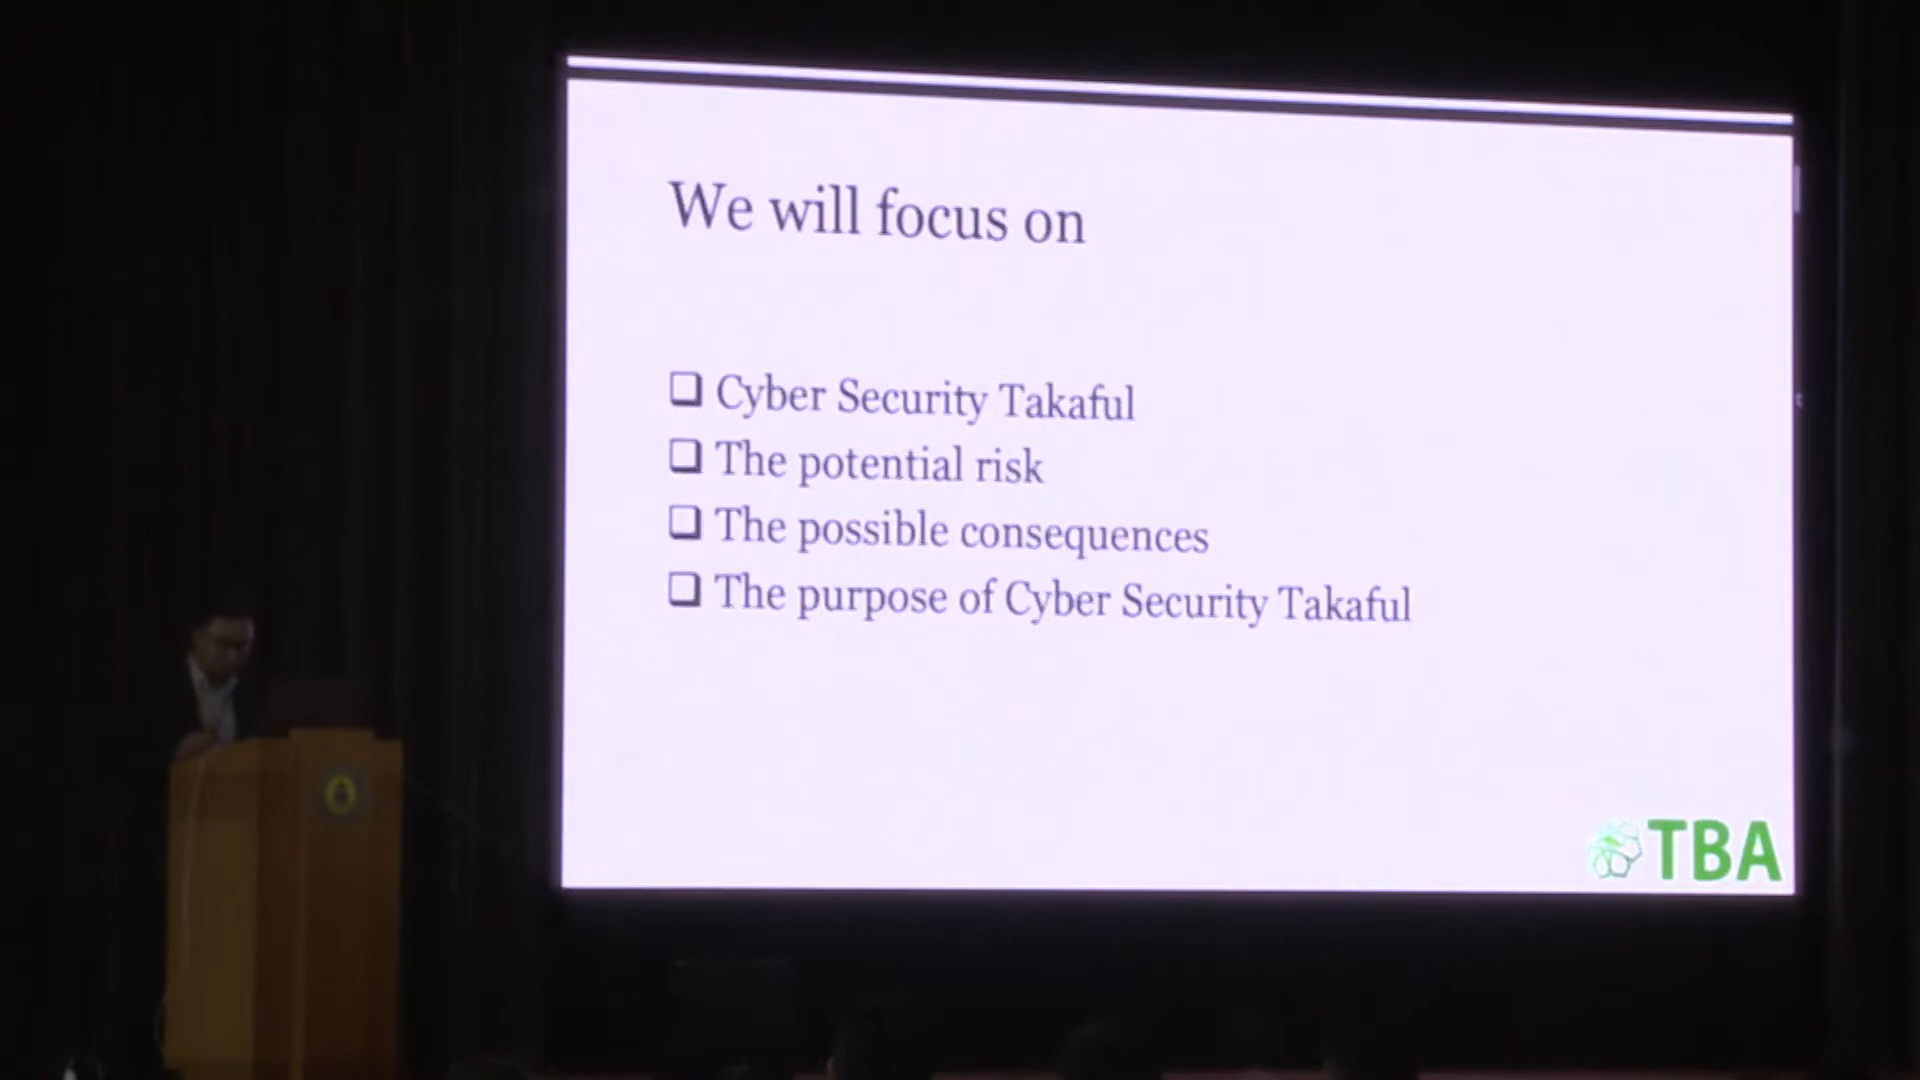 We will focus on
❑ Cyber Security Takaful
❑ The potential risk
❑ The possible consequences
❑ The purpose of Cyber Security Takaful
TBA